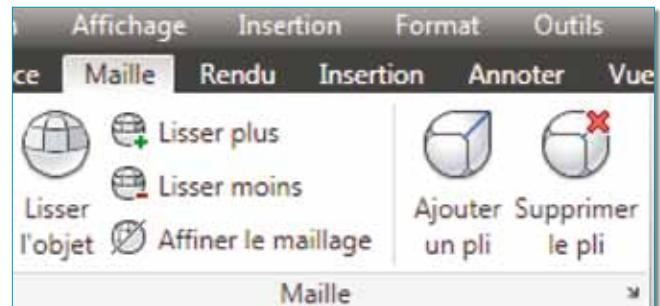 Affichage Insertion Format Outils
ce Maille Rendu Insertion Annoter Vue
Lisser plus
Lisser moins
Affiner le maillage
Lisser
l'objet
Ajouter
un pli
Supprimer
le pli
Maille